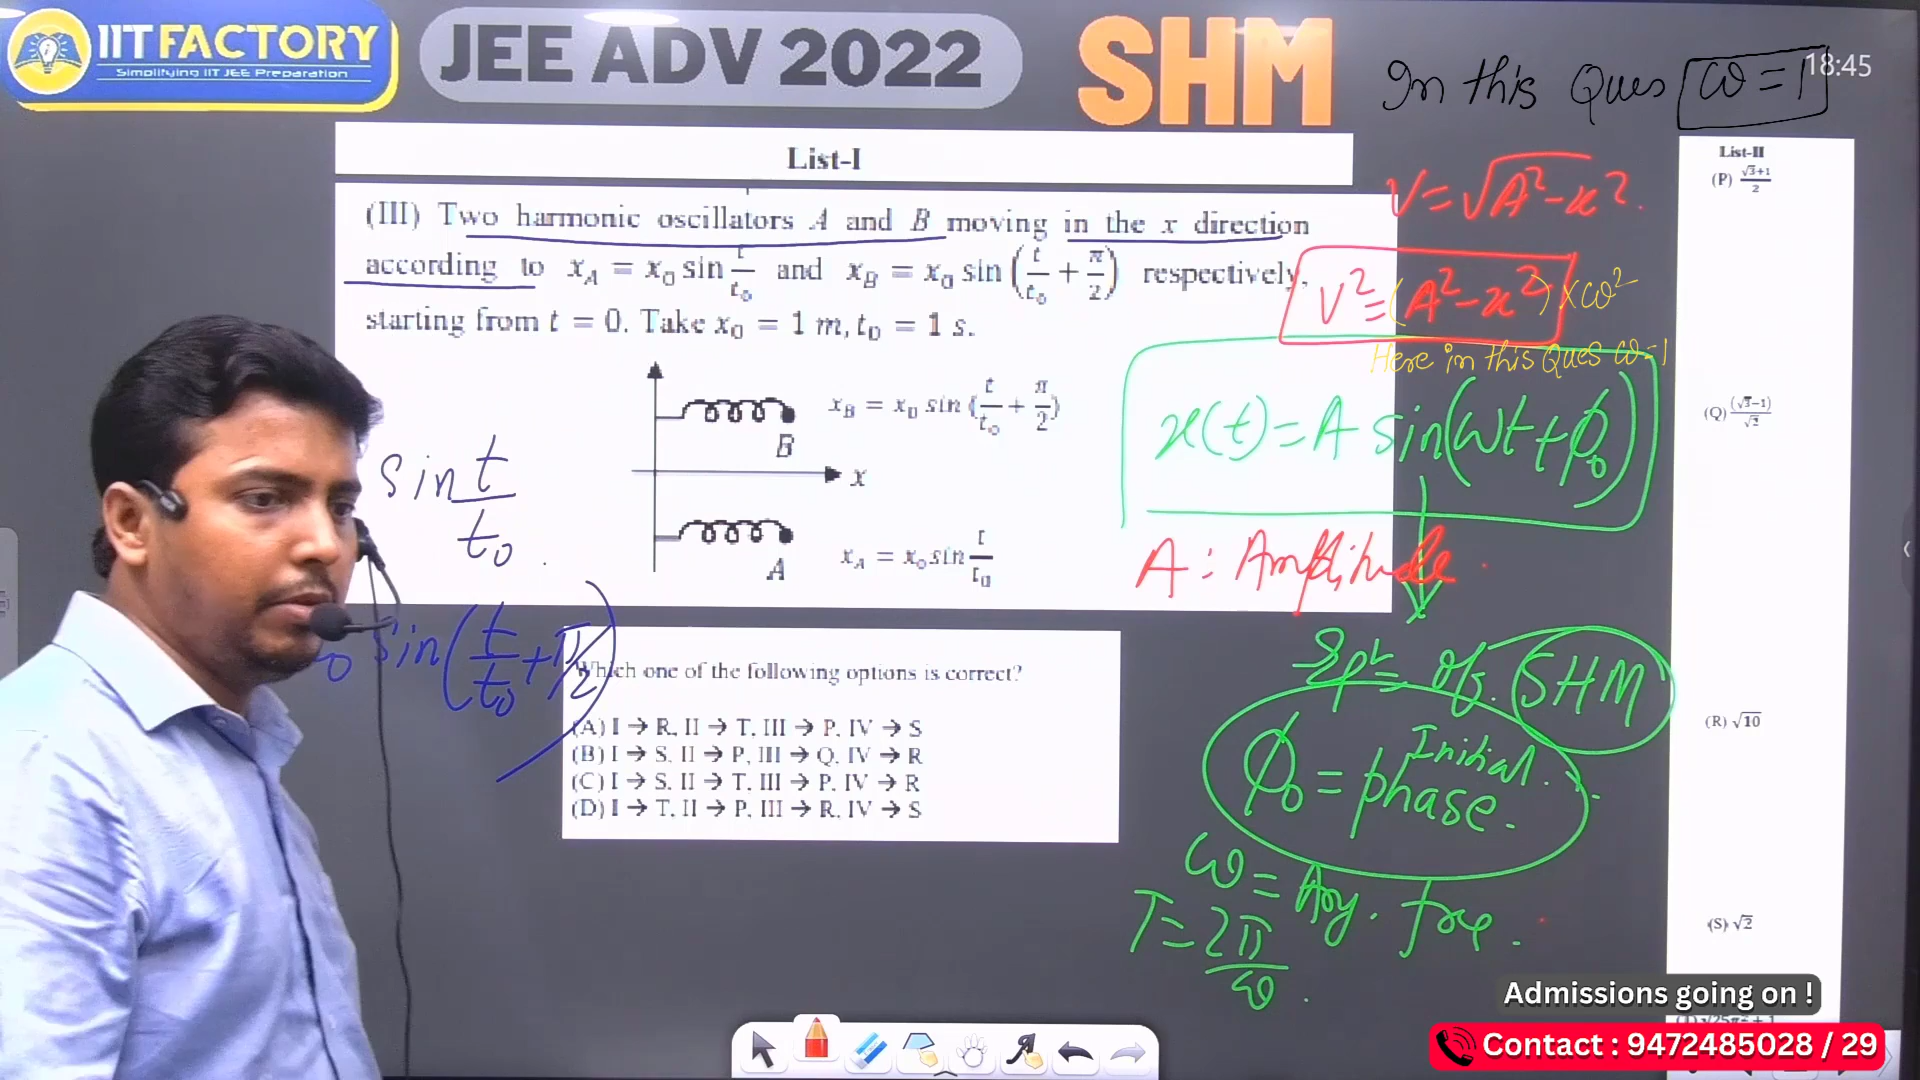 IIT FACTORY
Simplifying IIT JEE Preparation
JEE ADV 2022
SHM
In this Ques ω = 1
18:45
List-I
(III) Two harmonic oscillators A and B moving in the x direction
according to x_A = x_0 sin t/t_0 and x_B = x_0 sin (t/t_0 + π/2) respectively,
starting from t = 0. Take x_0 = 1 m, t_0 = 1 s.
x_B = x_0 sin (t/t_0 + π/2)
B
x
A
x_A = x_0 sin t/t_0
sin t/t_0
sin (t/t_0 + π/2)
Which one of the following options is correct?
(A) I → R, II → T, III → P, IV → S
(B) I → S, II → P, III → Q, IV → R
(C) I → S, II → T, III → P, IV → R
(D) I → T, II → P, III → R, IV → S
V = √A² - x²
V² = (A² - x²) × ω²
Here in this Ques ω = 1
x(t) = A sin(ωt + φ_0)
A : Amplitude
Eqⁿ of SHM
φ_0 = Initial phase
ω = Ang. freq.
T = 2π/ω
List-II
(P) √3+1/2
(Q) (√3-1)/√2
(R) √10
(S) √2
Admissions going on !
Contact : 9472485028 / 29